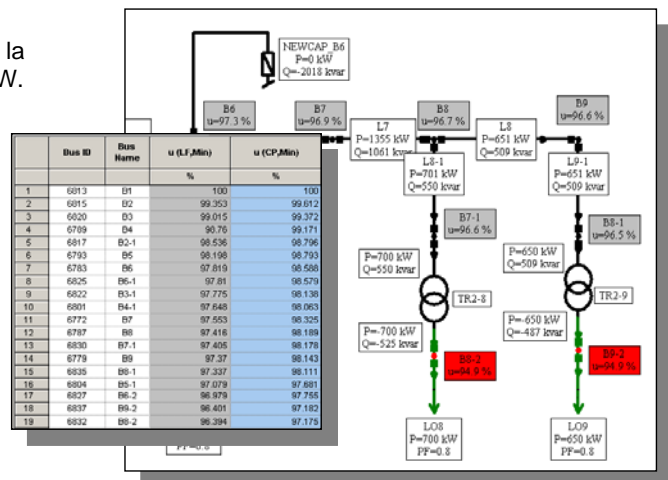 la
W.
NEWCAP_B6
P=0 kW
Q=-2018 kvar
B6
u=97.3 %
B7
u=96.9 %
L7
P=1355 kW
Q=1061 kvar
B8
u=96.7 %
L8
P=651 kW
Q=509 kvar
B9
u=96.6 %
L8-1
P=701 kW
Q=550 kvar
L9-1
P=651 kW
Q=509 kvar
B7-1
u=96.6 %
B8-1
u=96.5 %
P=700 kW
Q=550 kvar
TR2-8
P=650 kW
Q=509 kvar
TR2-9
P=-700 kW
Q=-525 kvar
P=-650 kW
Q=-487 kvar
B8-2
u=94.9 %
B9-2
u=94.9 %
LO8
P=700 kW
PF=0.8
LO9
P=650 kW
PF=0.8
Bus ID Bus Name u (LF,Min) u (CP,Min)
% %
1 6813 B1 100 100
2 6815 B2 99.353 99.612
3 6820 B3 99.015 99.372
4 6789 B4 98.76 99.171
5 6817 B2-1 98.536 98.796
6 6793 B5 98.198 98.793
7 6783 B6 97.819 98.588
8 6825 B6-1 97.81 98.579
9 6822 B3-1 97.775 98.138
10 6801 B4-1 97.648 98.063
11 6772 B7 97.553 98.325
12 6787 B8 97.416 98.189
13 6830 B7-1 97.405 98.178
14 6779 B9 97.37 98.143
15 6835 B8-1 97.337 98.111
16 6804 B5-1 97.079 97.681
17 6827 B6-2 96.979 97.755
18 6837 B9-2 96.401 97.182
19 6832 B8-2 96.394 97.175